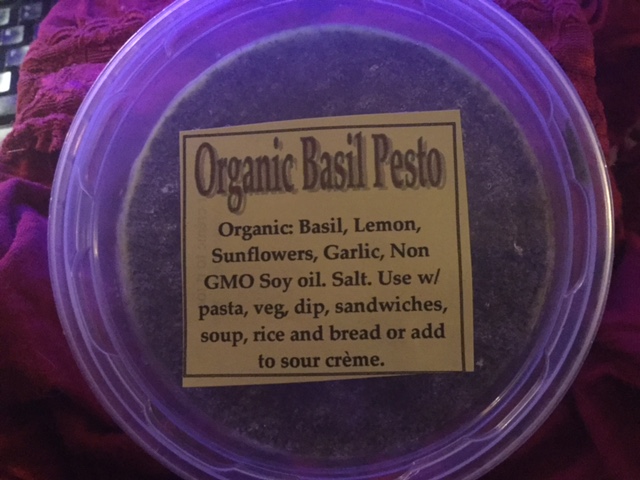 Organic Basil Pesto
Organic: Basil, Lemon,
Sunflowers, Garlic, Non
GMO Soy oil. Salt. Use w/
pasta, veg, dip, sandwiches,
soup, rice and bread or add
to sour crème.